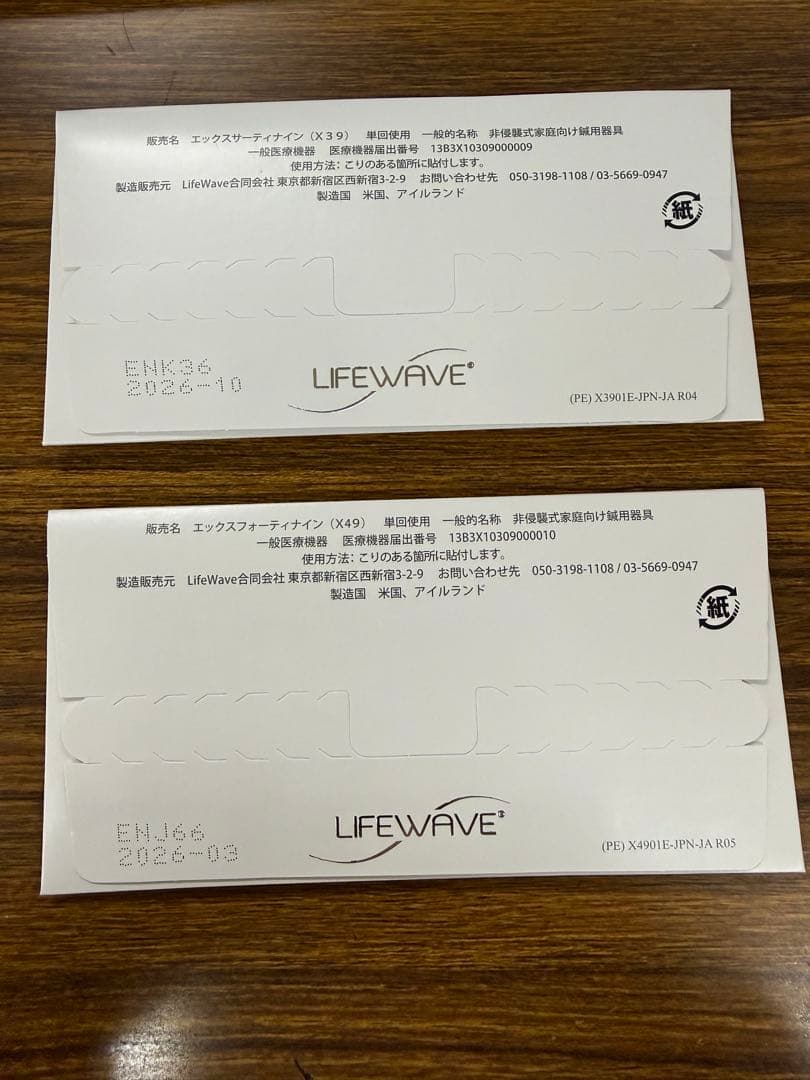 販売名　エックスサーティナイン（X３９）　単回使用　一般的名称　非侵襲式家庭向け鍼用器具
一般医療機器　医療機器届出番号　13B3X10309000009
使用方法：こりのある箇所に貼付します。
製造販売元　LifeWave合同会社 東京都新宿区西新宿3-2-9　お問い合わせ先　050-3198-1108 / 03-5669-0947
製造国　米国、アイルランド
紙
ENK36
2026-10
LIFEWAVE®
(PE) X3901E-JPN-JA R04
販売名　エックスフォーティナイン（X49）　単回使用　一般的名称　非侵襲式家庭向け鍼用器具
一般医療機器　医療機器届出番号　13B3X10309000010
使用方法：こりのある箇所に貼付します。
製造販売元　LifeWave合同会社 東京都新宿区西新宿3-2-9　お問い合わせ先　050-3198-1108 / 03-5669-0947
製造国　米国、アイルランド
紙
ENJ66
2026-03
LIFEWAVE®
(PE) X4901E-JPN-JA R05